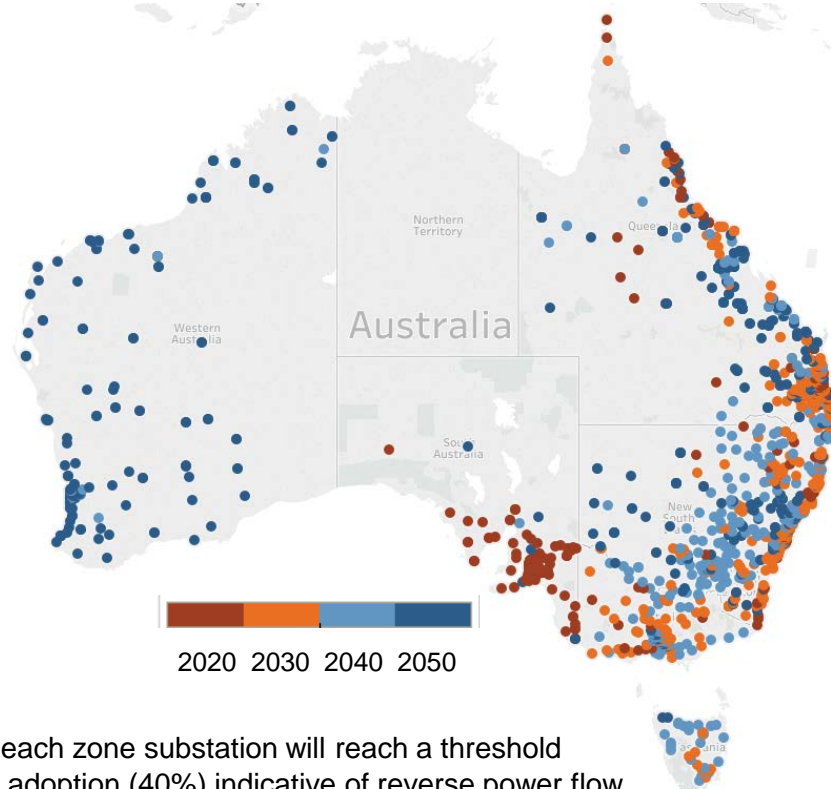 Northern
Territory
Australia
Western
Australia
South
Australia
New
South
2020 2030 2040 2050
each zone substation will reach a threshold
adoption (40%) indicative of reverse power flow